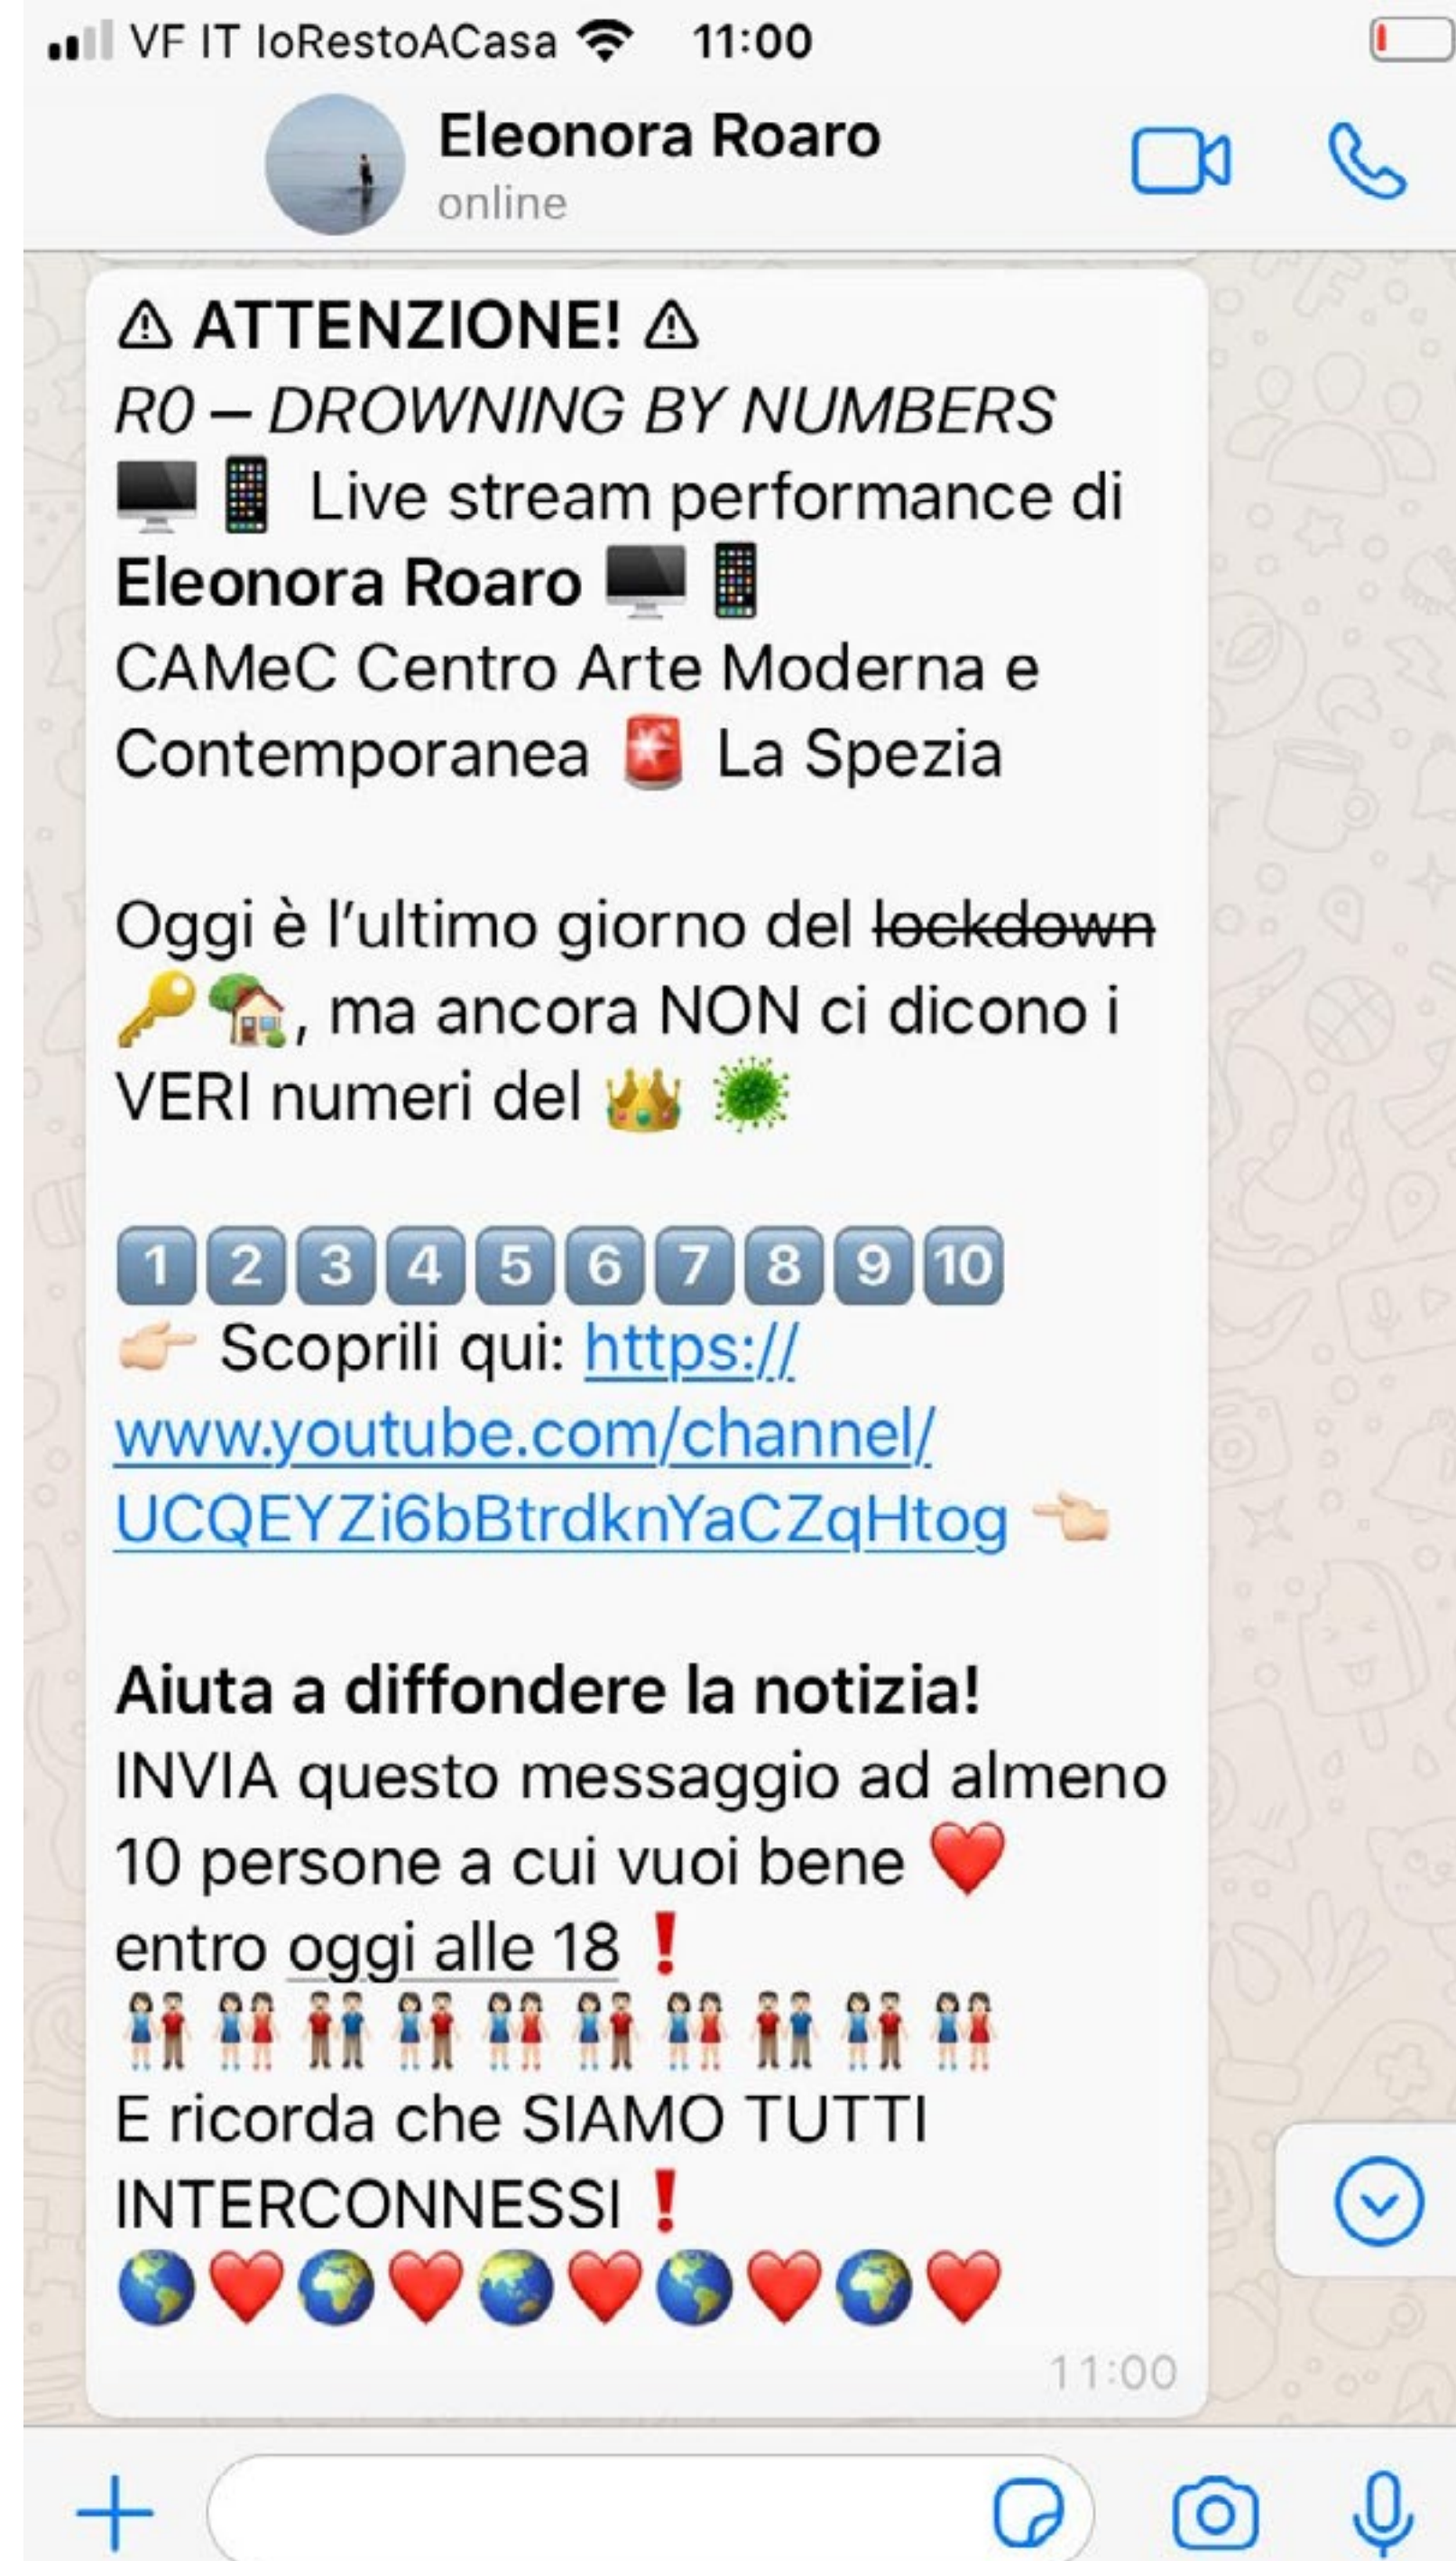 VF IT IoRestoACasa 11:00
Eleonora Roaro
online
⚠ ATTENZIONE! ⚠
R0 – DROWNING BY NUMBERS
🖥📱 Live stream performance di
Eleonora Roaro 🖥📱
CAMeC Centro Arte Moderna e
Contemporanea 🚨 La Spezia
Oggi è l’ultimo giorno del lockdown
🔑🏡, ma ancora NON ci dicono i
VERI numeri del 👑 🦠
1️⃣2️⃣3️⃣4️⃣5️⃣6️⃣7️⃣8️⃣9️⃣🔟
👉🏻 Scoprili qui: https://
www.youtube.com/channel/
UCQEYZi6bBtrdknYaCZqHtog 👈🏻
Aiuta a diffondere la notizia!
INVIA questo messaggio ad almeno
10 persone a cui vuoi bene ❤️
entro oggi alle 18 ❗
👫👭👬👫👭👫👭👬👫👭
E ricorda che SIAMO TUTTI
INTERCONNESSI ❗
🌎❤️🌍❤️🌏❤️🌎❤️🌍❤️
11:00